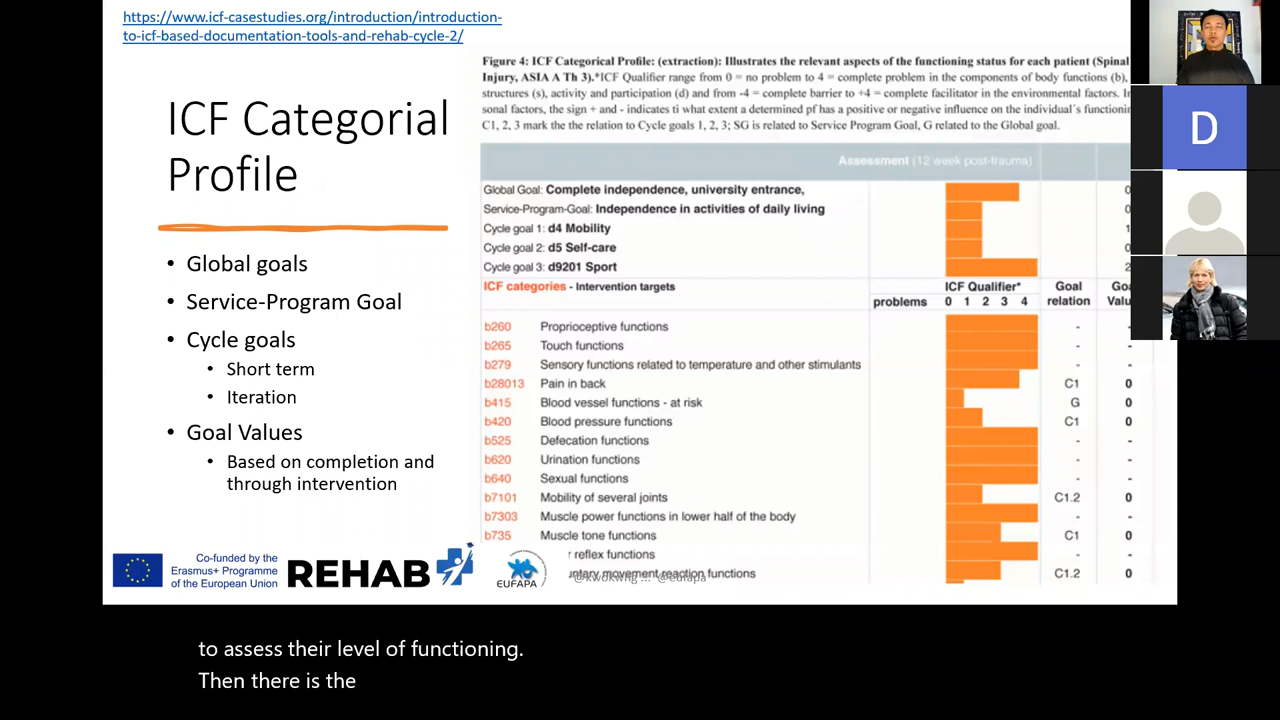 https://www.icf-casestudies.org/introduction/introduction-
to-icf-based-documentation-tools-and-rehab-cycle-2/
ICF Categorial
Profile
• Global goals
• Service-Program Goal
• Cycle goals
• Short term
• Iteration
• Goal Values
• Based on completion and
through intervention
Figure 4: ICF Categorical Profile: (extraction): Illustrates the relevant aspects of the functioning status for each patient (Spinal
Injury, ASIA A Th 3).*ICF Qualifier range from 0 = no problem to 4 = complete problem in the components of body functions (b),
structures (s), activity and participation (d) and from -4 = complete barrier to +4 = complete facilitator in the environmental factors. In
sonal factors, the sign + and - indicates ti what extent a determined pf has a positive or negative influence on the individual`s
C1, 2, 3 mark the the relation to Cycle goals 1, 2, 3; SG is related to Service Program Goal, G related to the Global goal.
Assessment (12 week post-trauma)
Global Goal: Complete independence, university entrance, 0
Service-Program-Goal: Independence in activities of daily living 0
Cycle goal 1: d4 Mobility 1
Cycle goal 2: d5 Self-care 0
Cycle goal 3: d9201 Sport 2
ICF categories - Intervention targets ICF Qualifier* Goal
problems 0 1 2 3 4 relation
b260 Proprioceptive functions - -
b265 Touch functions - -
b279 Sensory functions related to temperature and other stimulants - -
b28013 Pain in back C1 0
b415 Blood vessel functions - at risk G 0
b420 Blood pressure functions C1 0
b525 Defecation functions - -
b620 Urination functions - -
b640 Sexual functions - -
b7101 Mobility of several joints C1.2 0
b7303 Muscle power functions in lower half of the body - -
b735 Muscle tone functions C1 0
r reflex functions - -
untary movement reaction functions C1.2 0
Co-funded by the
Erasmus+ Programme
of the European Union
REHAB
EUFAPA
@kwokwng ... @eufapa
D
to assess their level of functioning.
Then there is the